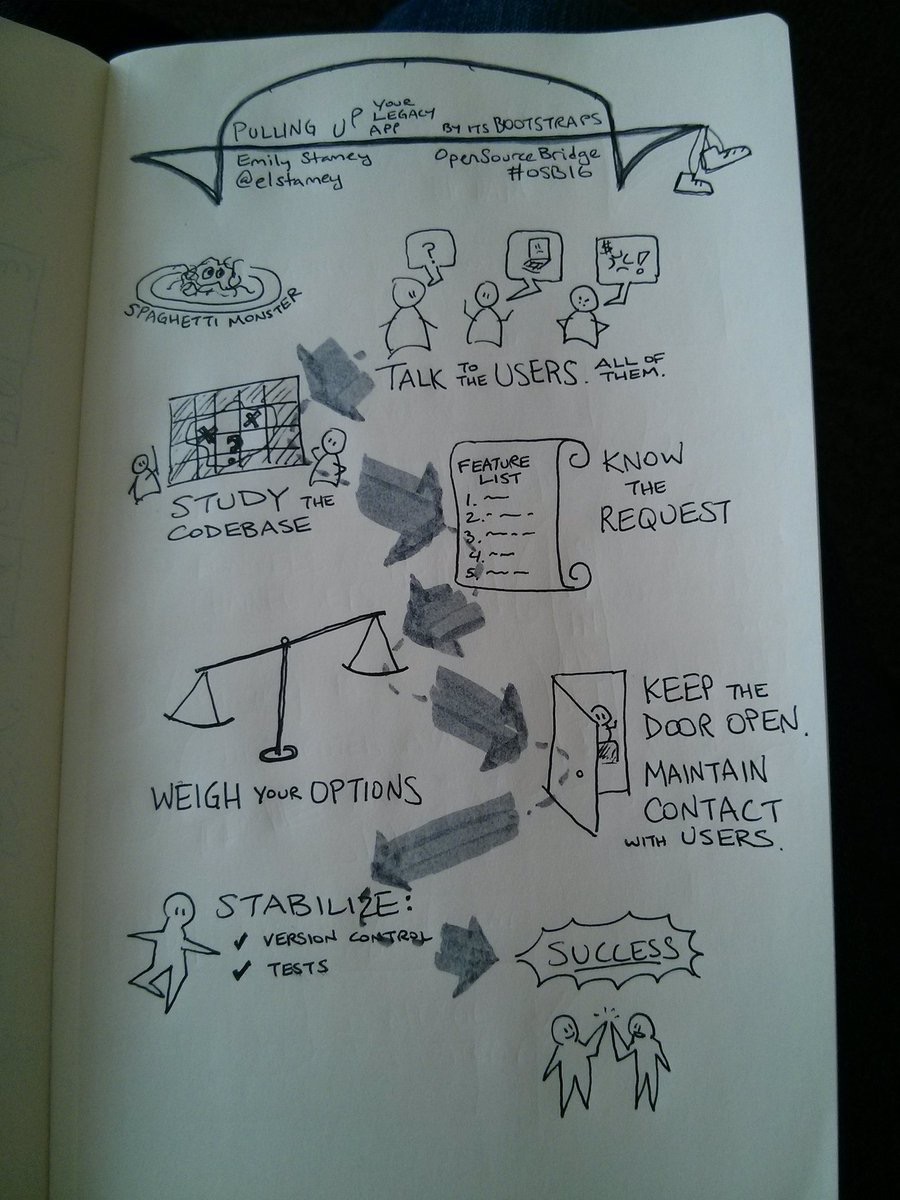 PULLING UP YOUR LEGACY APP BY ITS BOOTSTRAPS
Emily Stamey
@elstamey
OpenSourceBridge
#OSB16
SPAGHETTI MONSTER
?
$ !
TALK TO THE USERS. ALL OF THEM.
X X
?
STUDY THE
CODEBASE
FEATURE
LIST
1.
2.
3.
4.
5.
KNOW
THE
REQUEST
WEIGH YOUR OPTIONS
KEEP THE
DOOR OPEN.
MAINTAIN
CONTACT
WITH USERS.
STABILIZE:
✓ VERSION CONTROL
✓ TESTS
SUCCESS